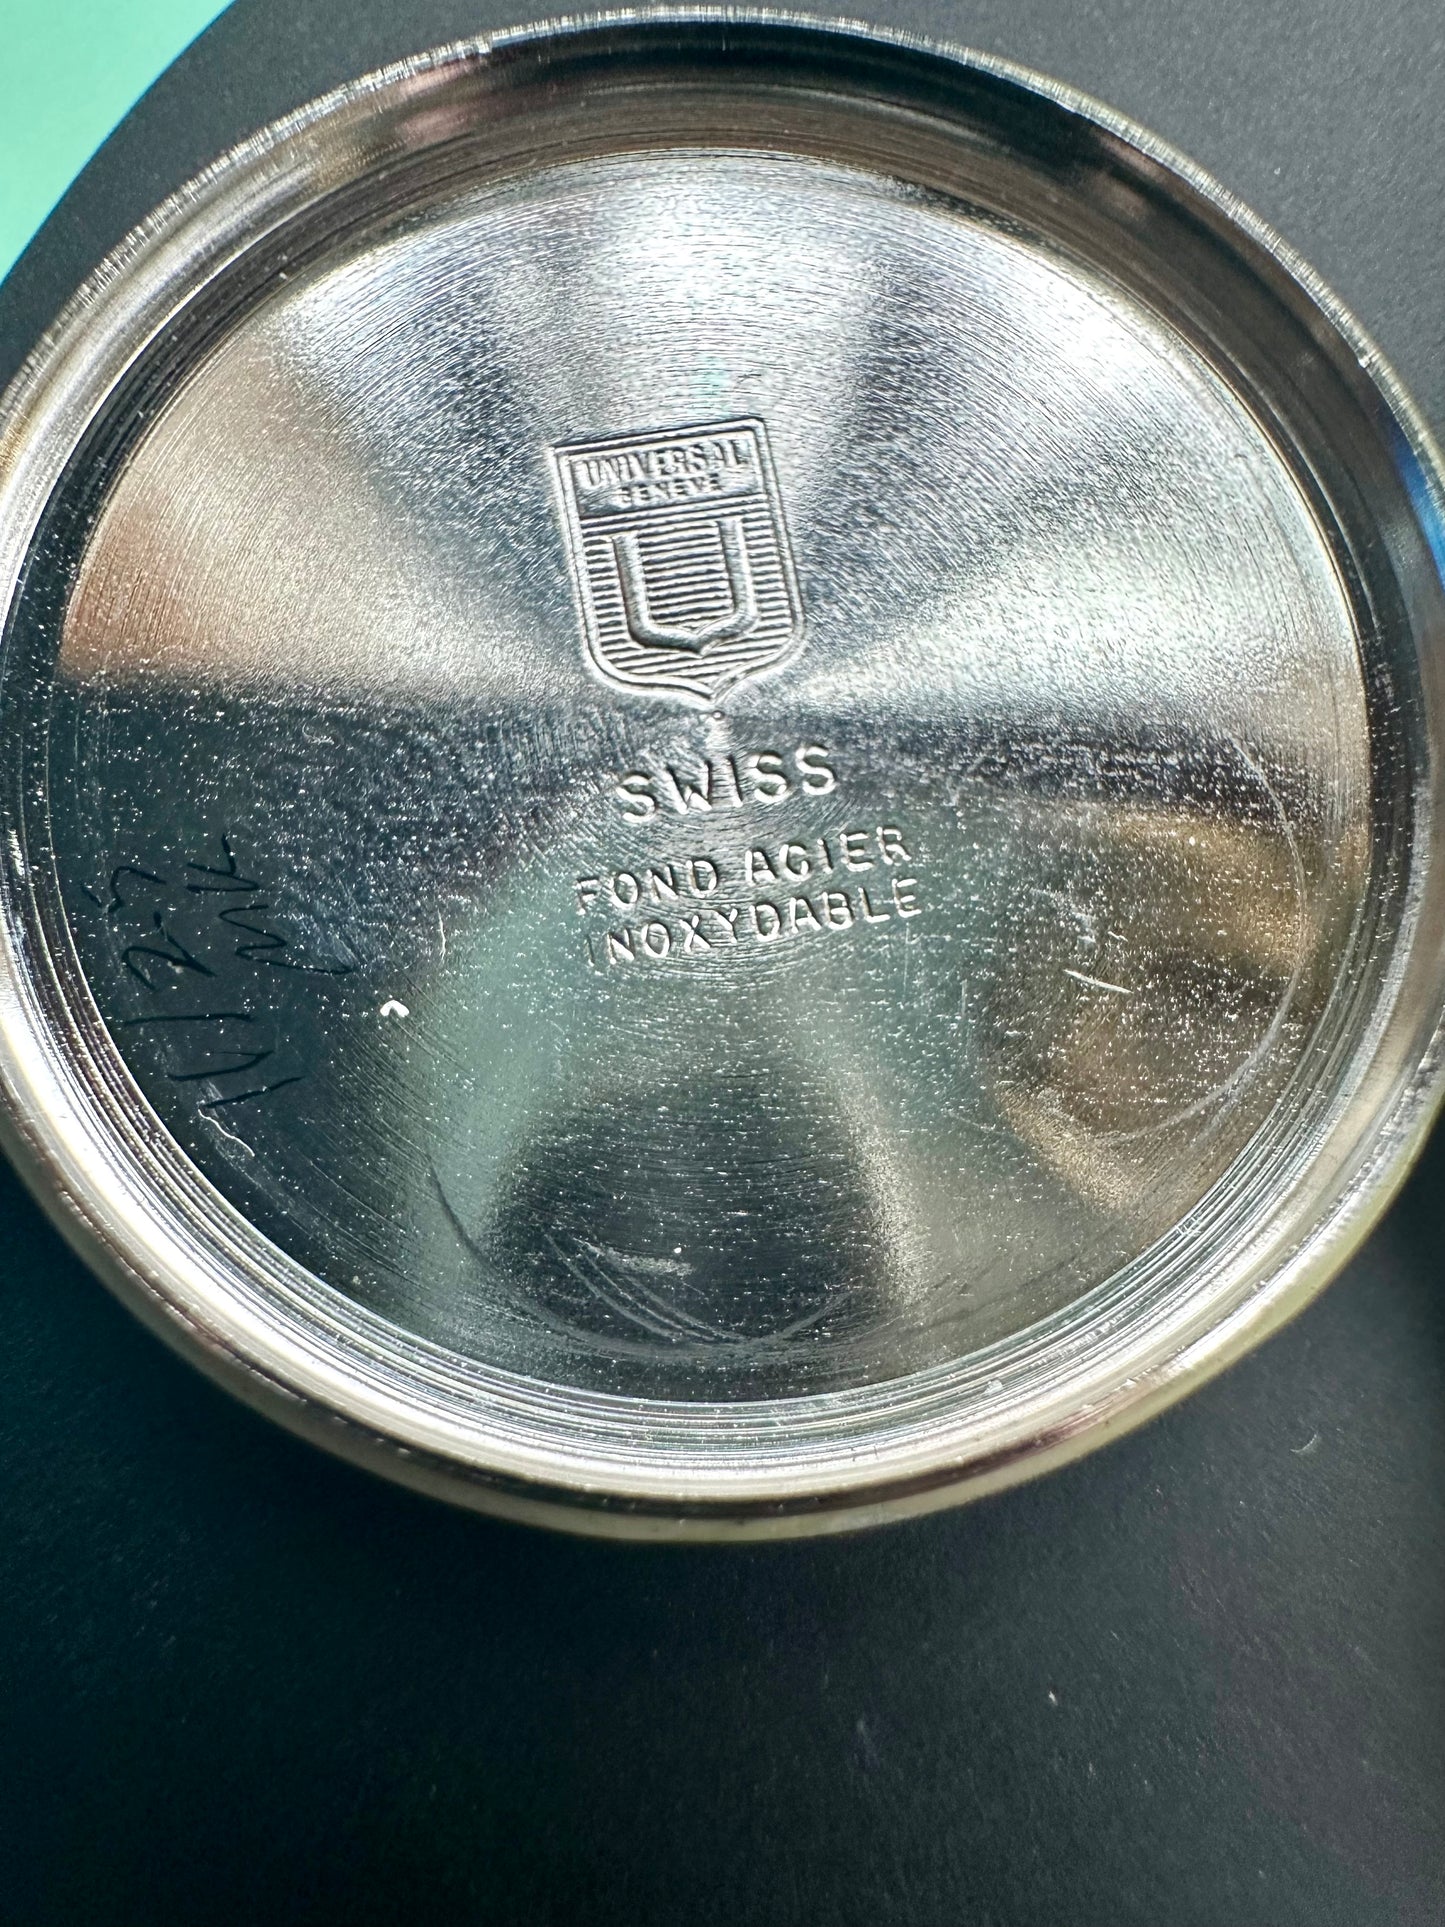 UNIVERSAL
GENEVE
U
SWISS
FOND ACIER
INOXYDABLE